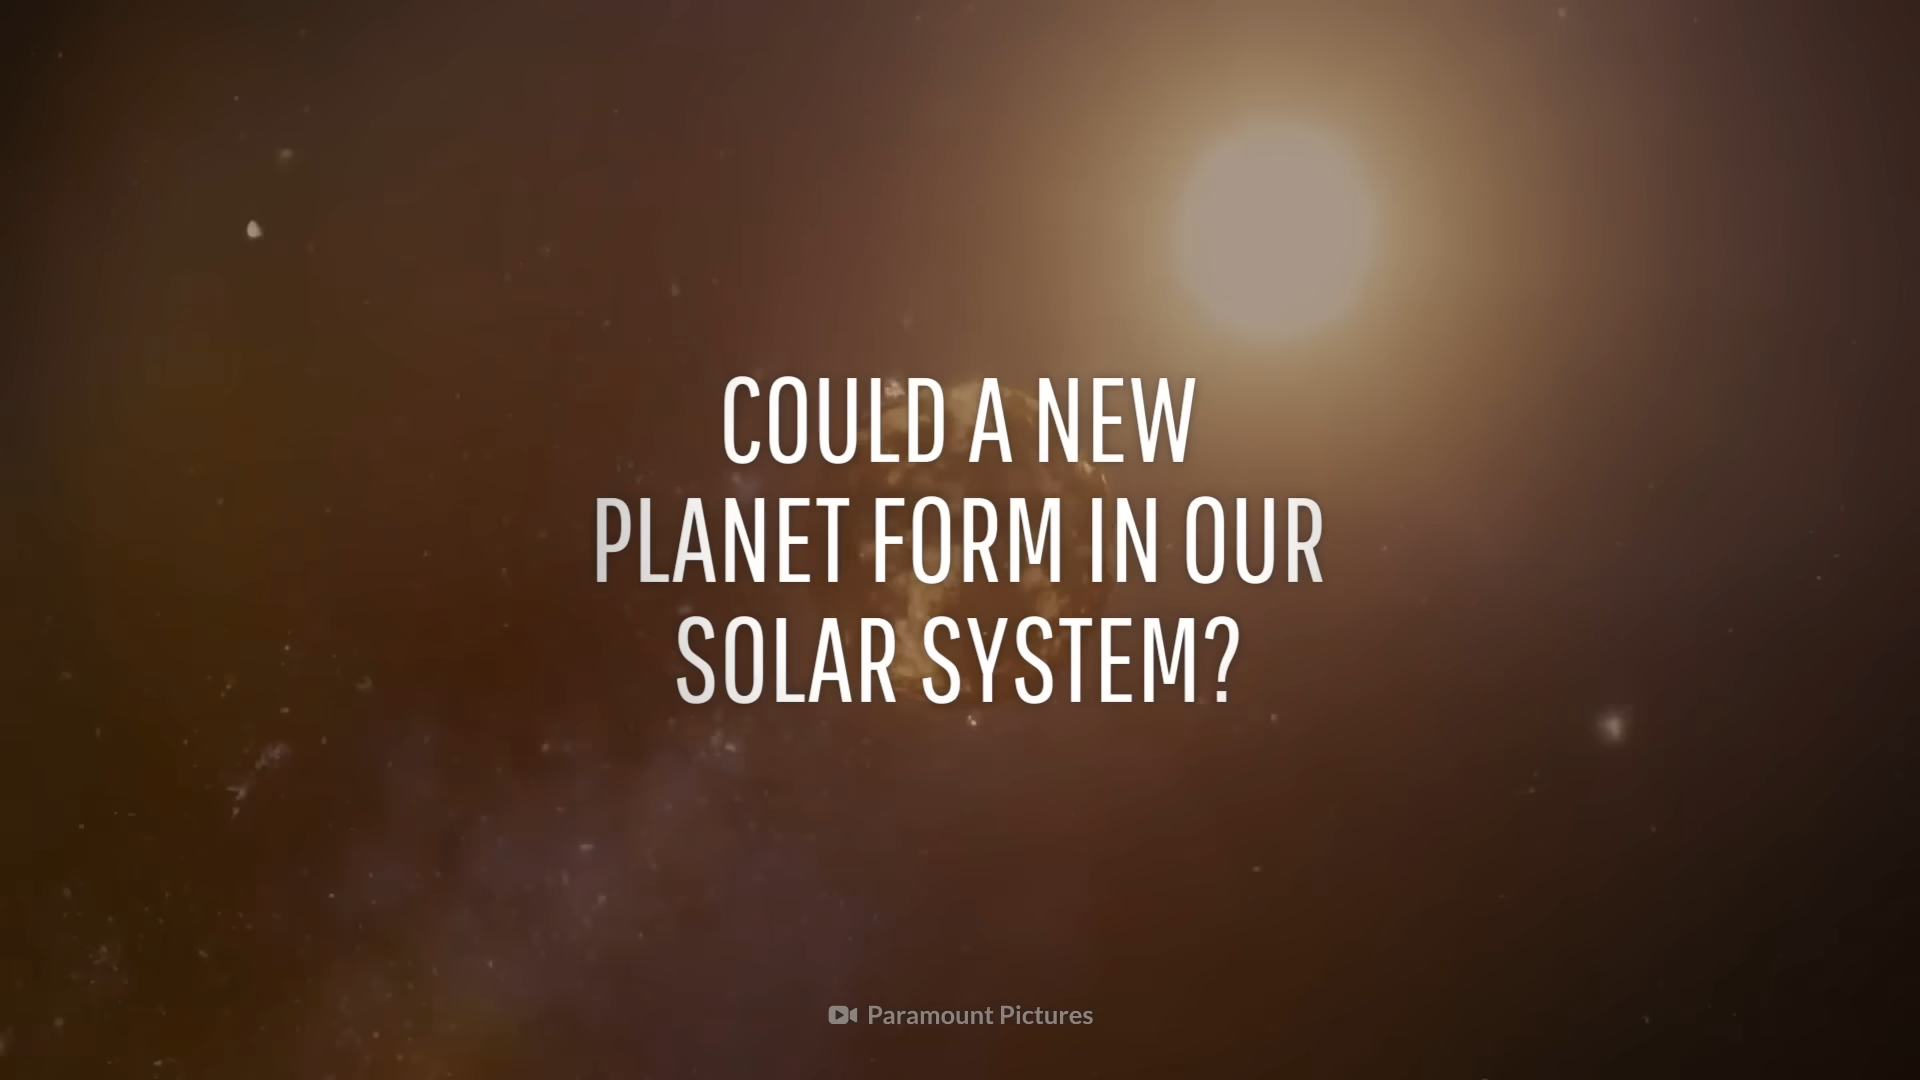 COULD A NEW
PLANET FORM IN OUR
SOLAR SYSTEM?
Paramount Pictures